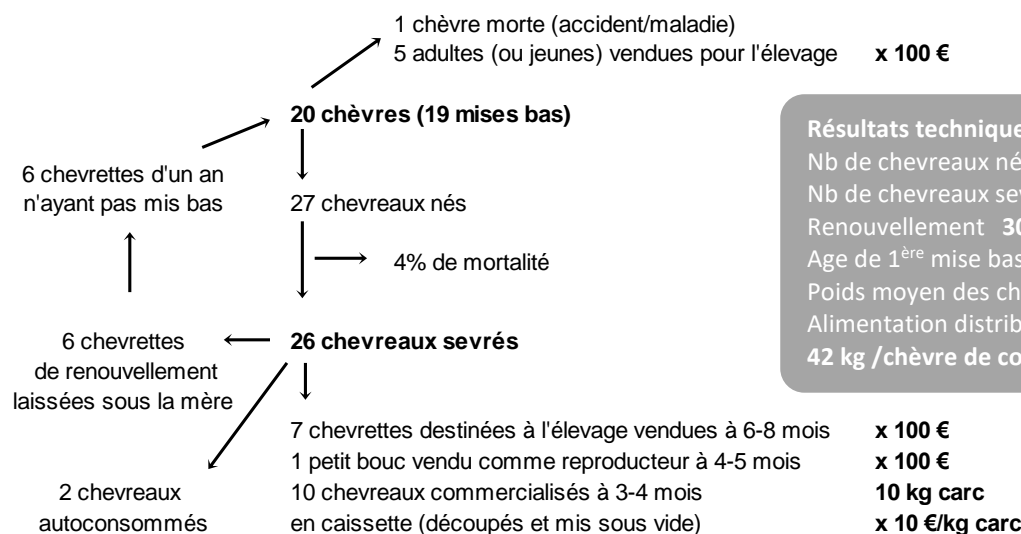 1 chèvre morte (accident/maladie)
5 adultes (ou jeunes) vendues pour l'élevage x 100 €
20 chèvres (19 mises bas)
6 chevrettes d'un an
n'ayant pas mis bas
27 chevreaux nés
4% de mortalité
26 chevreaux sevrés
6 chevrettes
de renouvellement
laissées sous la mère
7 chevrettes destinées à l'élevage vendues à 6-8 mois x 100 €
1 petit bouc vendu comme reproducteur à 4-5 mois x 100 €
10 chevreaux commercialisés à 3-4 mois 10 kg carc
en caissette (découpés et mis sous vide) x 10 €/kg carc
2 chevreaux
autoconsommés
Résultats technique
Nb de chevreaux né
Nb de chevreaux sev
Renouvellement 30
Age de 1ère mise bas
Poids moyen des ch
Alimentation distrib
42 kg /chèvre de co